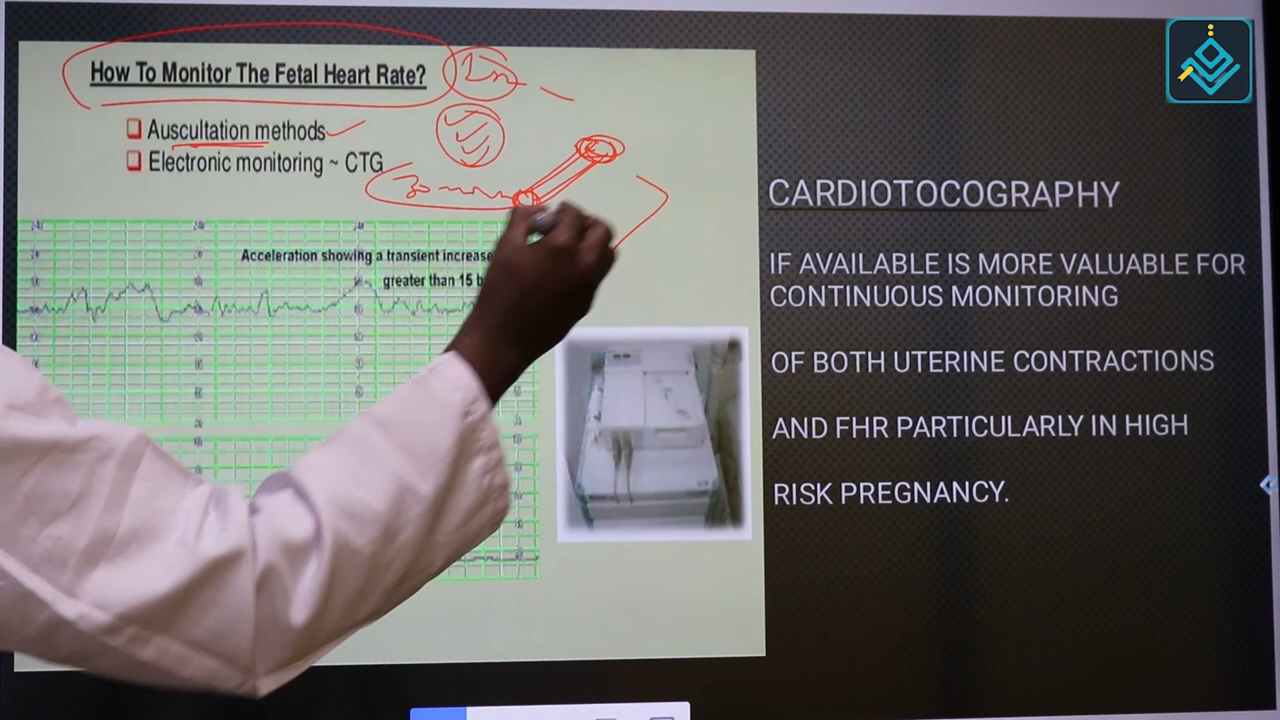 How To Monitor The Fetal Heart Rate?
Auscultation methods
Electronic monitoring ~ CTG
Acceleration showing a transient increase
greater than 15 b
CARDIOTOCOGRAPHY
IF AVAILABLE IS MORE VALUABLE FOR
CONTINUOUS MONITORING
OF BOTH UTERINE CONTRACTIONS
AND FHR PARTICULARLY IN HIGH
RISK PREGNANCY.